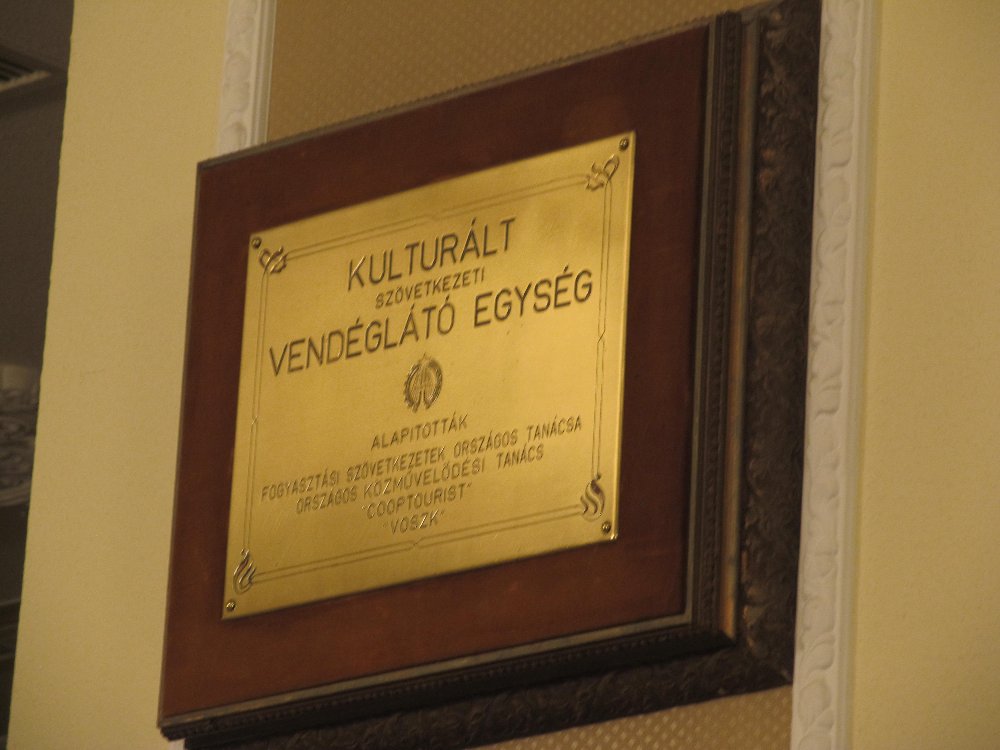 KULTURÁLT
SZÖVETKEZETI
VENDÉGLÁTÓ EGYSÉG
ALAPITOTTÁK
FOGYASZTÁSI SZÖVETKEZETEK ORSZÁGOS TANÁCSA
ORSZÁGOS KÖZMŰVELŐDÉSI TANÁCS
"COOPTOURIST"
"VOSZK"